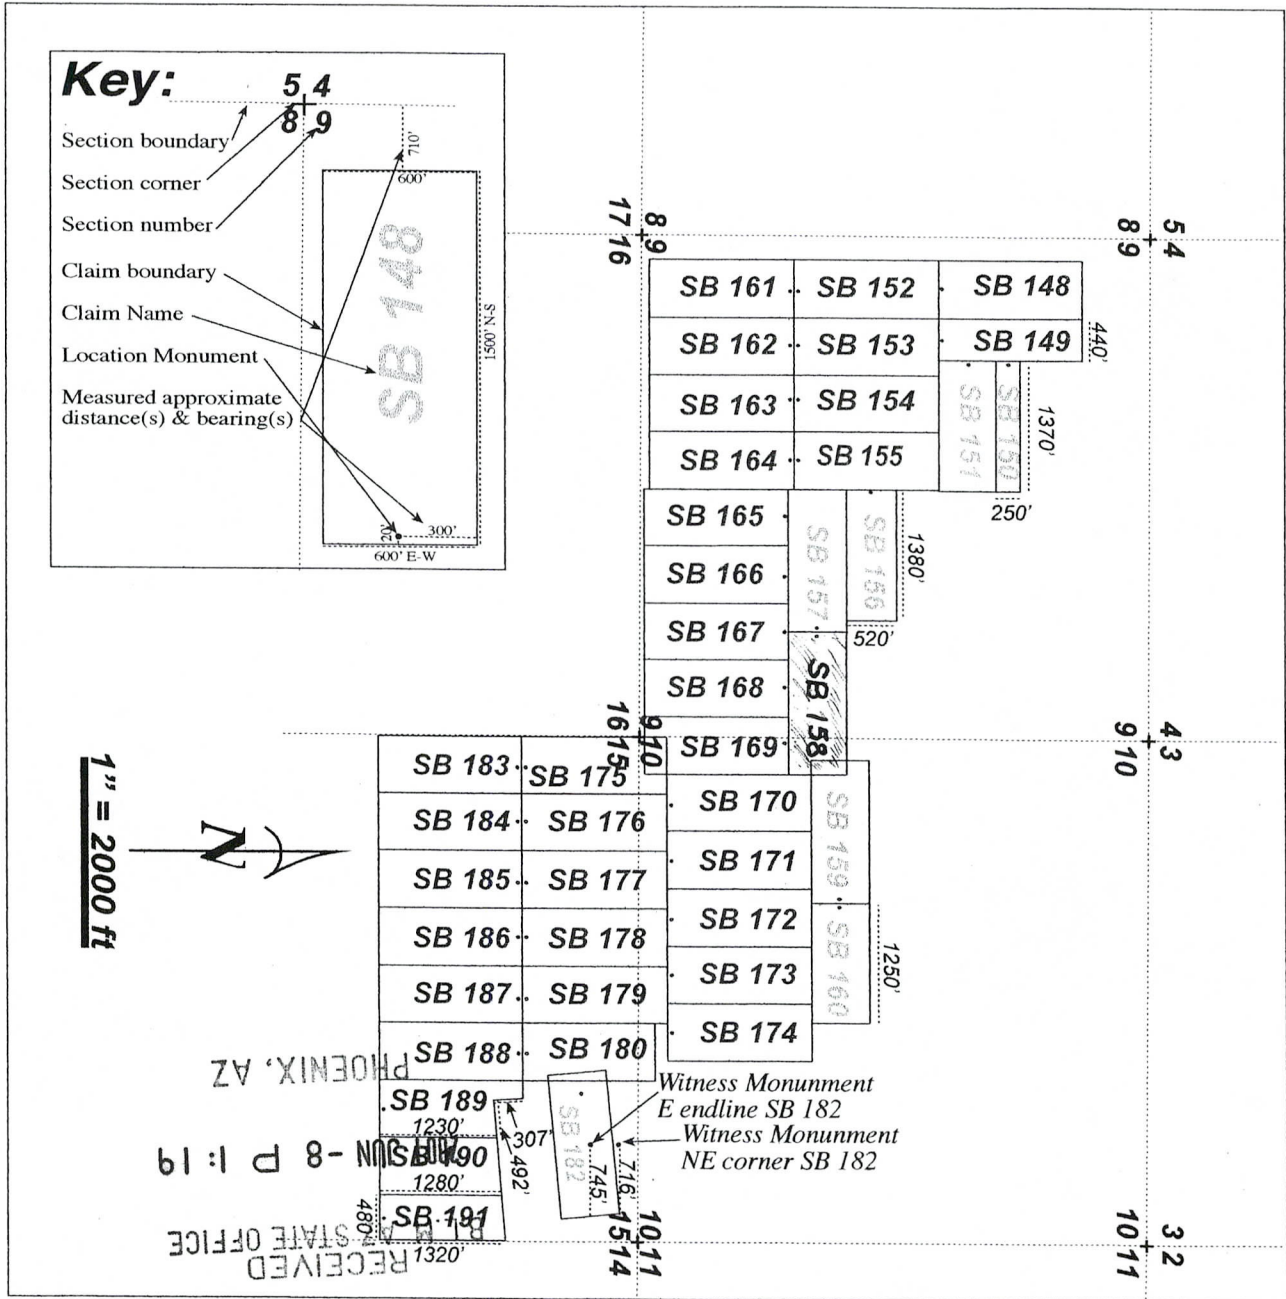 Key:
5 4
8 9
Section boundary
Section corner
Section number
Claim boundary
Claim Name
Location Monument
Measured approximate
distance(s) & bearing(s)
710'
600'
SB 148
1500' N-S
20'
300'
600' E-W
17 8
16 9
8 5
9 4
SB 161
SB 152
SB 148
SB 162
SB 153
SB 149
440'
SB 163
SB 154
SB 151
SB 150
1370'
SB 164
SB 155
250'
SB 165
SB 157
SB 156
1380'
SB 166
SB 167
520'
SB 168
SB 158
SB 169
16 9
15 10
9 4
10 3
SB 183
SB 175
SB 170
SB 159
SB 184
SB 176
SB 171
SB 185
SB 177
SB 172
SB 160
1250'
SB 186
SB 178
SB 173
SB 187
SB 179
SB 174
SB 188
SB 180
1" = 2000 ft
N
PHOENIX, AZ
SB 189
1230'
307'
492'
SB 182
745'
716'
Witness Monunment
E endline SB 182
Witness Monunment
NE corner SB 182
2007 JUN -8 P 1:19
SB 190
1280'
480'
SB 191
1320'
RECEIVED
BLM AZ STATE OFFICE
15 10
14 11
10 3
11 2